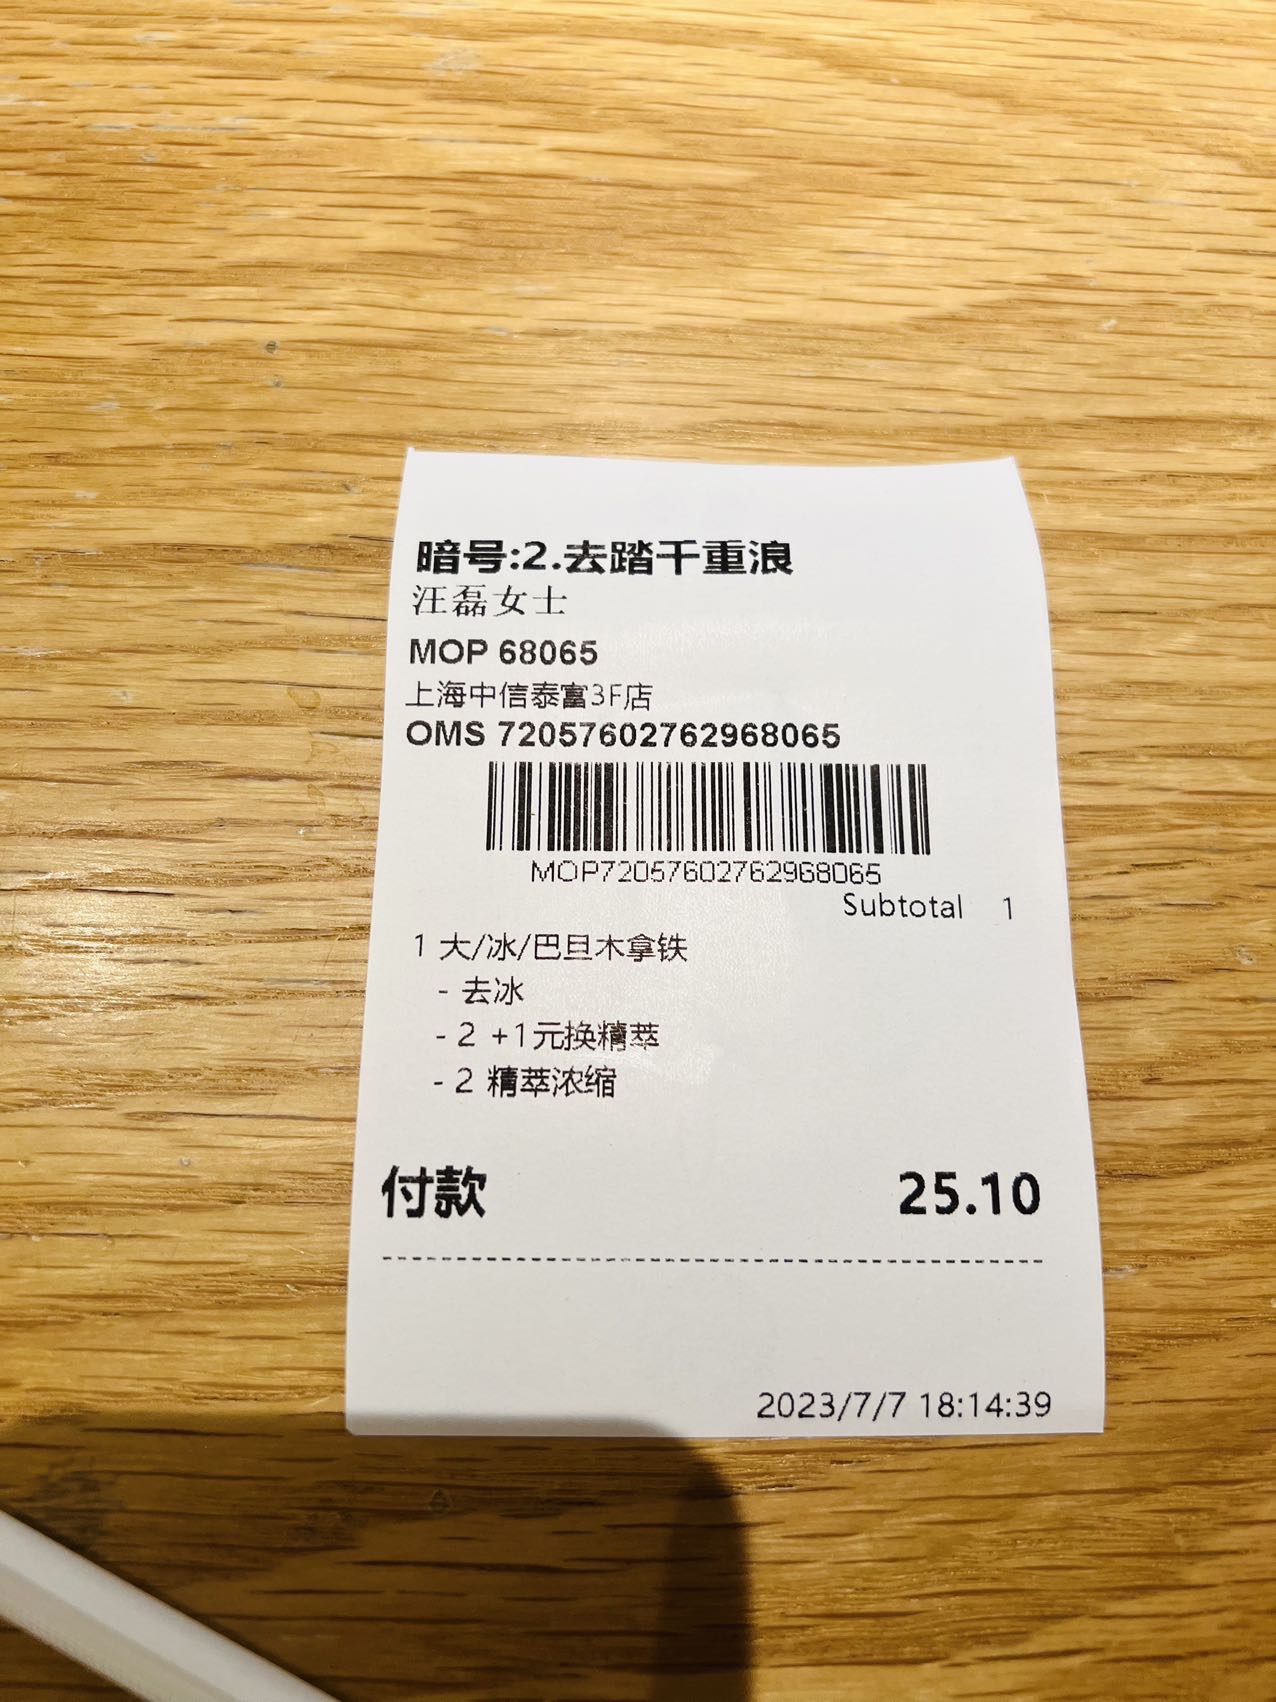 暗号:2.去踏千重浪
汪磊女士
MOP 68065
上海中信泰富3F店
OMS 72057602762968065
MOP72057602762968065
Subtotal 1
1 大/冰/巴旦木拿铁
- 去冰
- 2 +1元换精萃
- 2 精萃浓缩
付款 25.10
2023/7/7 18:14:39